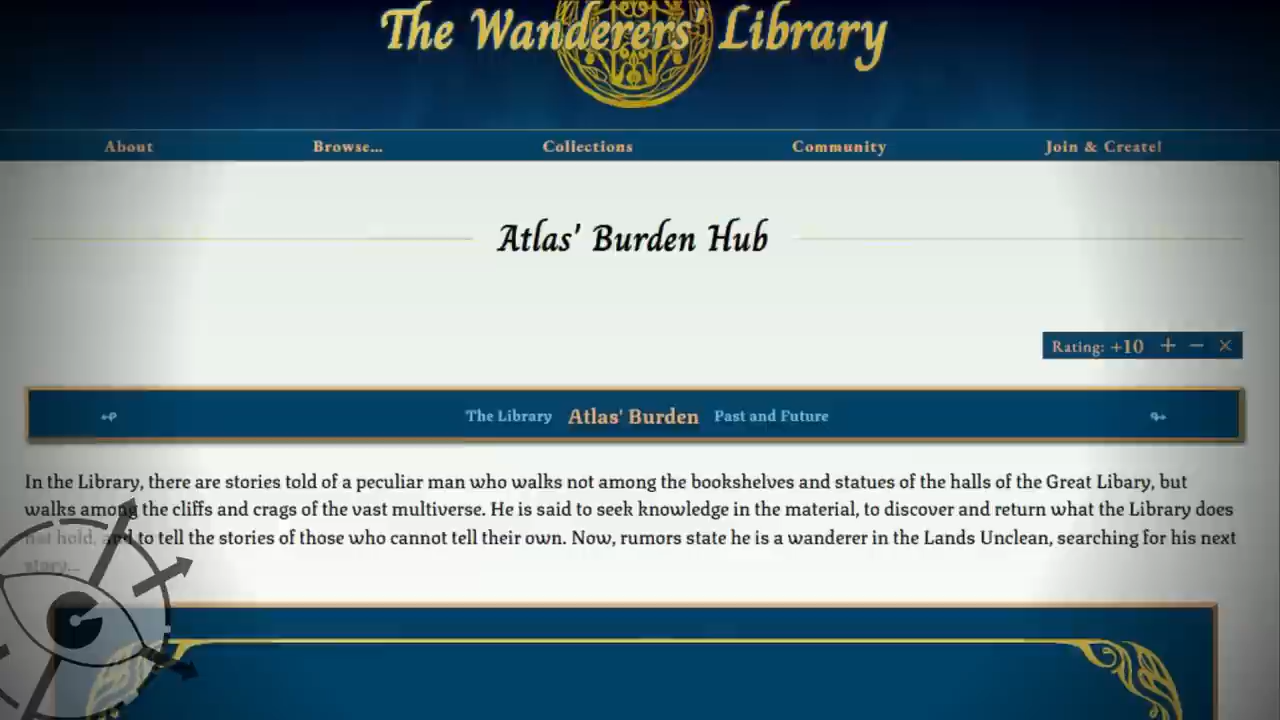 The Wanderers' Library
About Browse... Collections Community Join & Create!
Atlas' Burden Hub
Rating: +10 + − ×
The Library Atlas' Burden Past and Future
In the Library, there are stories told of a peculiar man who walks not among the bookshelves and statues of the halls of the Great Libary, but
walks among the cliffs and crags of the vast multiverse. He is said to seek knowledge in the material, to discover and return what the Library does
not hold, and to tell the stories of those who cannot tell their own. Now, rumors state he is a wanderer in the Lands Unclean, searching for his next
story...